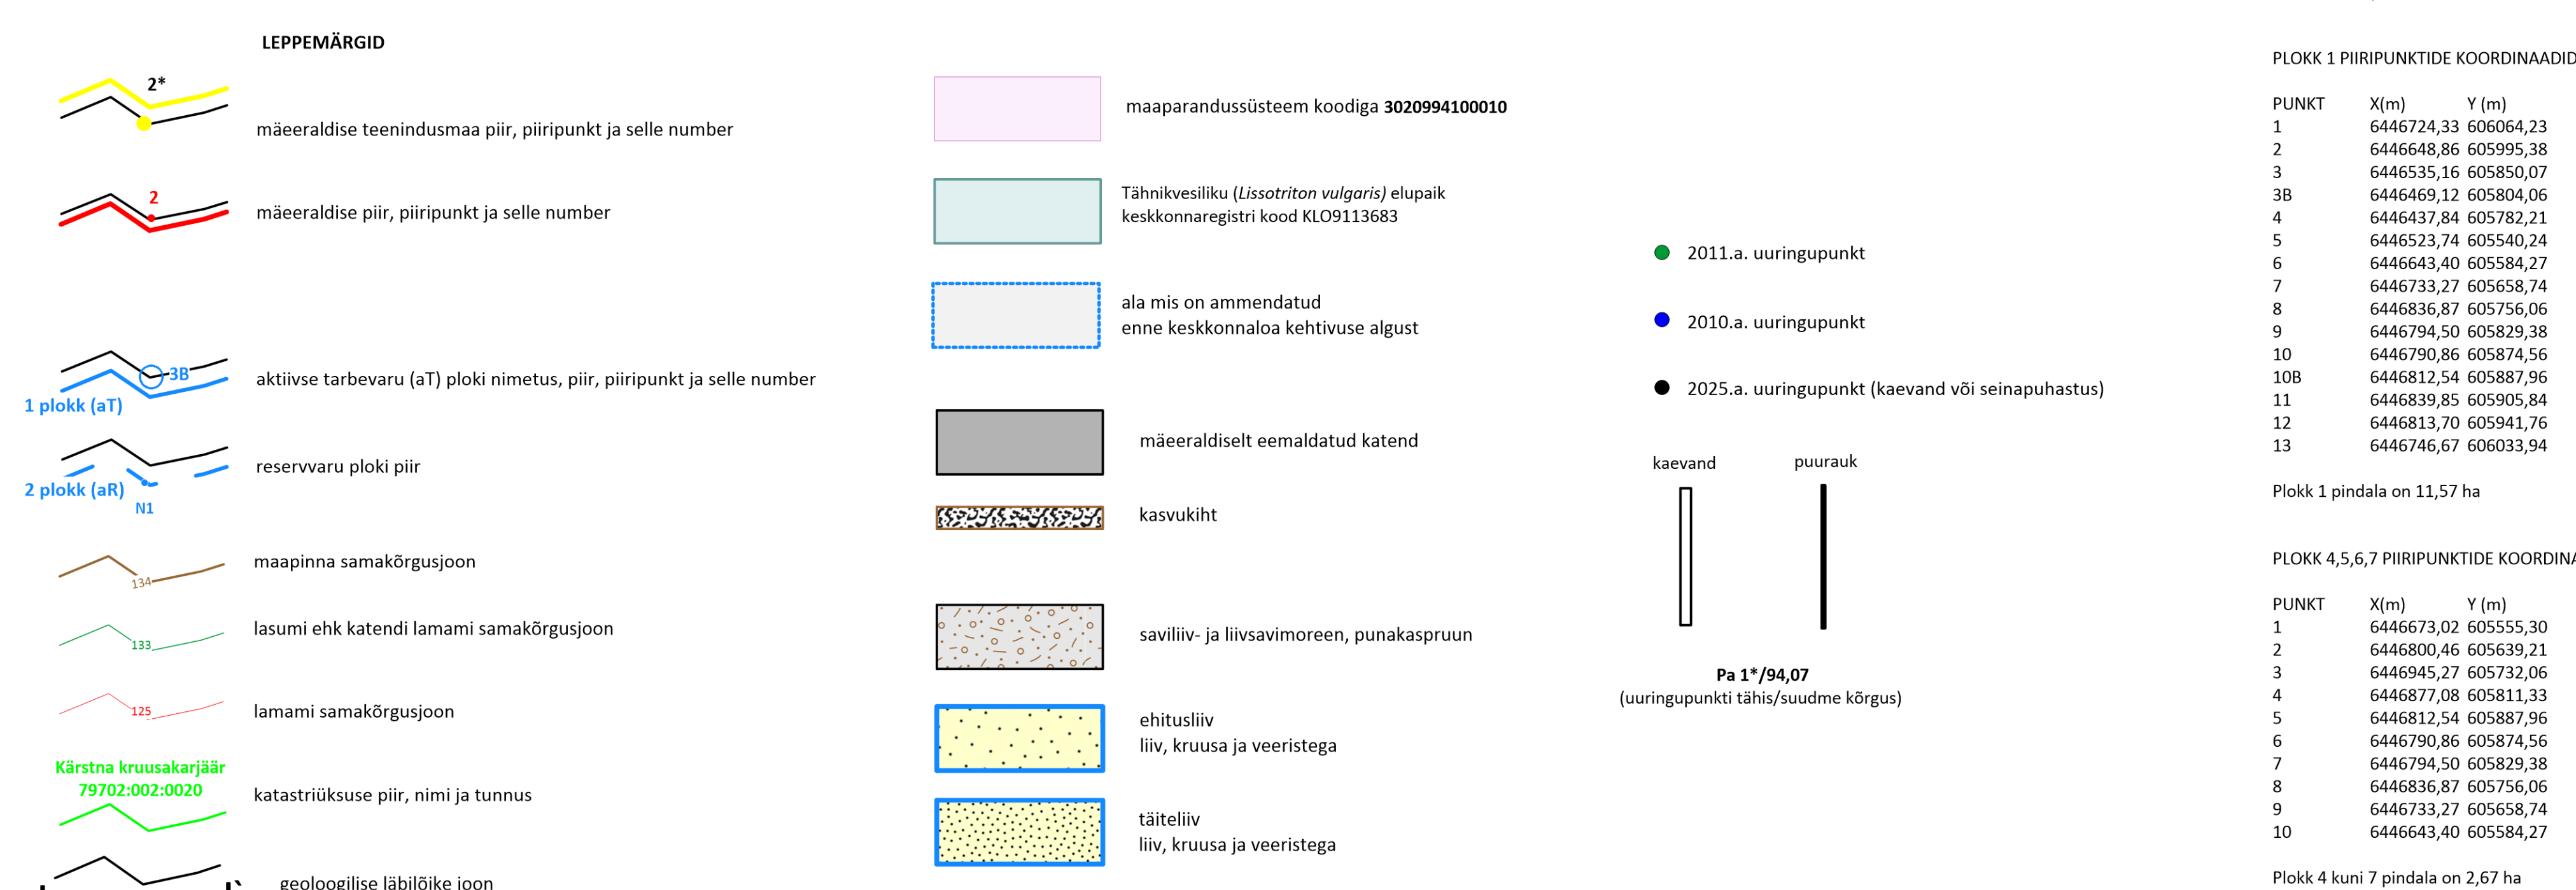 LEPPEMÄRGID
2*
mäeeraldise teenindusmaa piir, piiripunkt ja selle number
2
mäeeraldise piir, piiripunkt ja selle number
3B
aktiivse tarbevaru (aT) ploki nimetus, piir, piiripunkt ja selle number
1 plokk (aT)
reservvaru ploki piir
2 plokk (aR)
N1
maapinna samakõrgusjoon
134
lasumi ehk katendi lamami samakõrgusjoon
133
lamami samakõrgusjoon
125
Kärstna kruusakarjäär
79702:002:0020
katastriüksuse piir, nimi ja tunnus
geoloogilise läbilõike joon
maaparandussüsteem koodiga 3020994100010
Tähnikvesiliku (Lissotriton vulgaris) elupaik
keskkonnaregistri kood KLO9113683
ala mis on ammendatud
enne keskkonnaloa kehtivuse algust
mäeeraldiselt eemaldatud katend
kasvukiht
saviliiv- ja liivsavimoreen, punakaspruun
ehitusliiv
liiv, kruusa ja veeristega
täiteliiv
liiv, kruusa ja veeristega
2011.a. uuringupunkt
2010.a. uuringupunkt
2025.a. uuringupunkt (kaevand või seinapuhastus)
kaevand puurauk
Pa 1*/94,07
(uuringupunkti tähis/suudme kõrgus)
PLOKK 1 PIIRIPUNKTIDE KOORDINAADID
PUNKT X(m) Y (m)
1 6446724,33 606064,23
2 6446648,86 605995,38
3 6446535,16 605850,07
3B 6446469,12 605804,06
4 6446437,84 605782,21
5 6446523,74 605540,24
6 6446643,40 605584,27
7 6446733,27 605658,74
8 6446836,87 605756,06
9 6446794,50 605829,38
10 6446790,86 605874,56
10B 6446812,54 605887,96
11 6446839,85 605905,84
12 6446813,70 605941,76
13 6446746,67 606033,94
Plokk 1 pindala on 11,57 ha
PLOKK 4,5,6,7 PIIRIPUNKTIDE KOORDINA
PUNKT X(m) Y (m)
1 6446673,02 605555,30
2 6446800,46 605639,21
3 6446945,27 605732,06
4 6446877,08 605811,33
5 6446812,54 605887,96
6 6446790,86 605874,56
7 6446794,50 605829,38
8 6446836,87 605756,06
9 6446733,27 605658,74
10 6446643,40 605584,27
Plokk 4 kuni 7 pindala on 2,67 ha